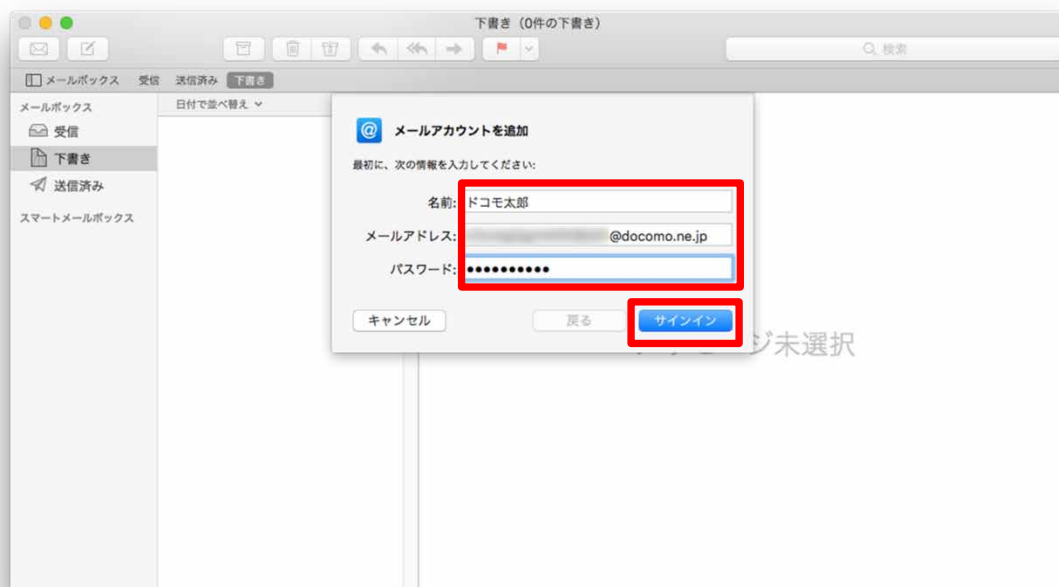 下書き（0件の下書き）
検索
メールボックス 受信 送信済み 下書き
メールボックス
日付で並べ替え
受信
下書き
送信済み
スマートメールボックス
メールアカウントを追加
最初に、次の情報を入力してください:
名前: ドコモ太郎
メールアドレス: @docomo.ne.jp
パスワード: ●●●●●●●●●●
キャンセル 戻る サインイン
ジ未選択